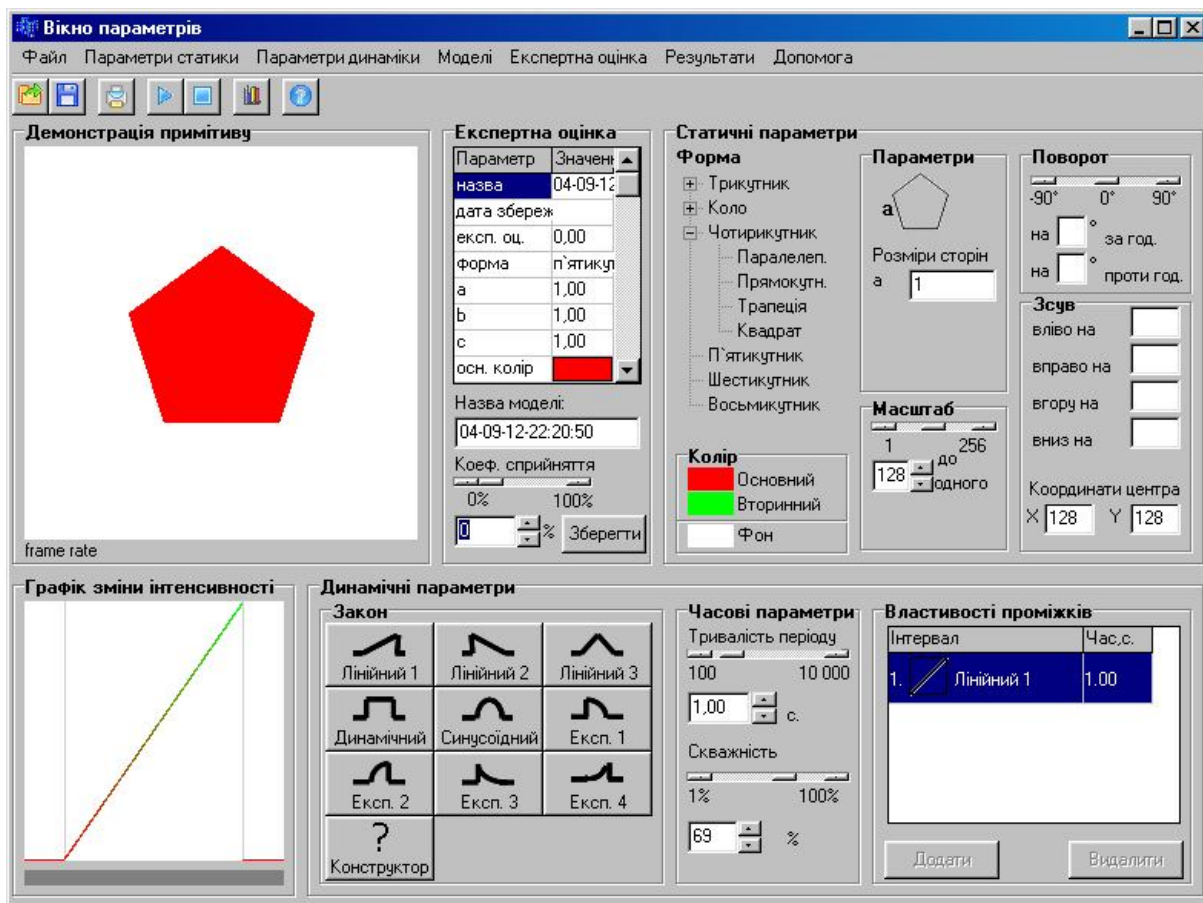 Вікно параметрів
Файл Параметри статики Параметри динаміки Моделі Експертна оцінка Результати Допомога
Демонстрація примітиву
frame rate
Експертна оцінка
Параметр Значенн
назва 04-09-12
дата збереж
експ. оц. 0,00
форма п`ятикут
a 1,00
b 1,00
c 1,00
осн. колір
Назва моделі:
04-09-12-22:20:50
Коеф. сприйняття
0% 100%
0 % Зберегти
Статичні параметри
Форма
Трикутник
Коло
Чотирикутник
Паралелеп.
Прямокутн.
Трапеція
Квадрат
П`ятикутник
Шестикутник
Восьмикутник
Колір
Основний
Вторинний
Фон
Параметри
a
Розміри сторін
a 1
Масштаб
1 256
128 до одного
Поворот
-90° 0° 90°
на ° за год.
на ° проти год.
Зсув
вліво на
вправо на
вгору на
вниз на
Координати центра
X 128 Y 128
Графік зміни інтенсивності
Динамічні параметри
Закон
Лінійний 1 Лінійний 2 Лінійний 3
Динамічний Синусоїдний Експ. 1
Експ. 2 Експ. 3 Експ. 4
?
Конструктор
Часові параметри
Тривалість періоду
100 10 000
1,00 с.
Скважність
1% 100%
69 %
Властивості проміжків
Інтервал Час,с.
1. Лінійний 1 1.00
Додати Видалити